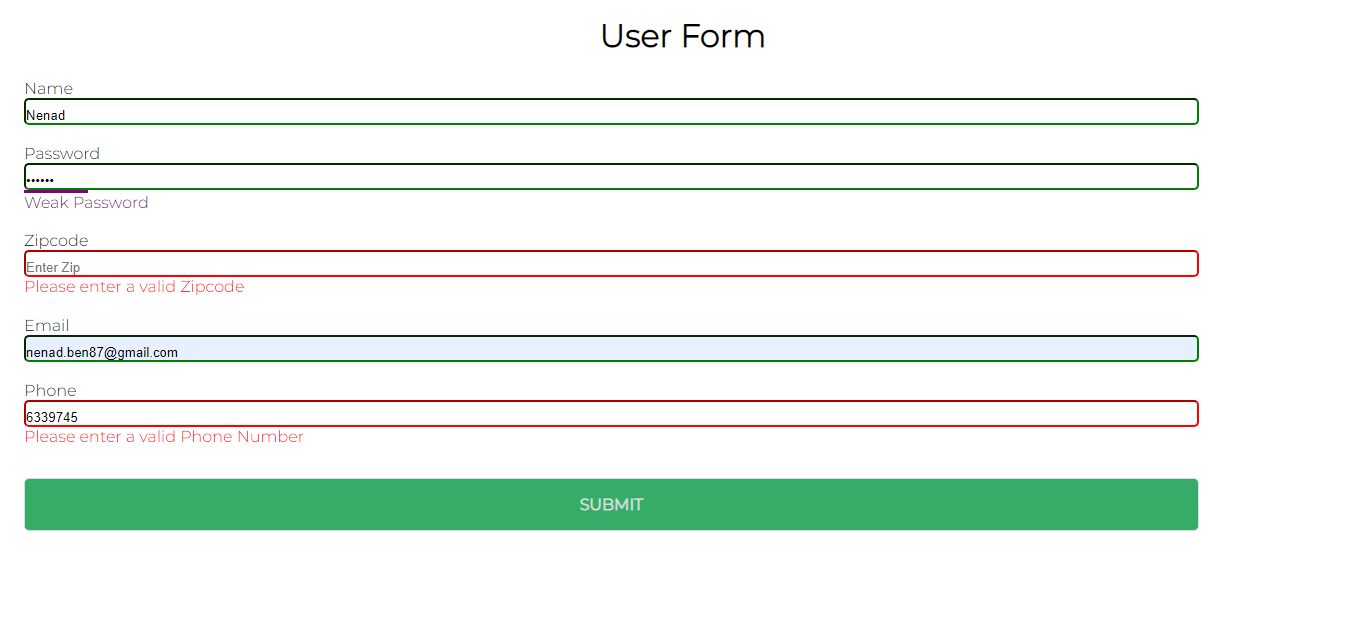 User Form
Name
Nenad
Password
••••••
Weak Password
Zipcode
Enter Zip
Please enter a valid Zipcode
Email
nenad.ben87@gmail.com
Phone
6339745
Please enter a valid Phone Number
SUBMIT